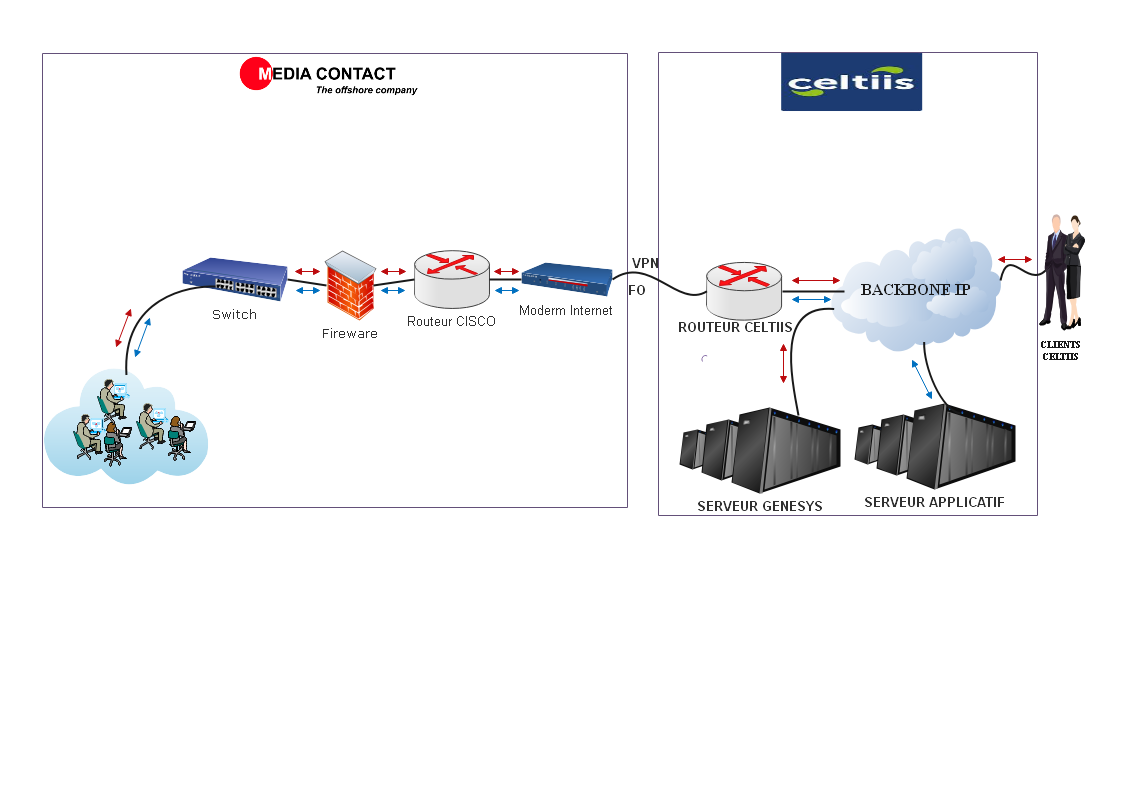 MEDIA CONTACT
The offshore company
celtiis
VPN
FO
Switch
Fireware
Routeur CISCO
Moderm Internet
ROUTEUR CELTIIS
BACKBONE IP
CLIENTS
CELTIIS
SERVEUR GENESYS
SERVEUR APPLICATIF